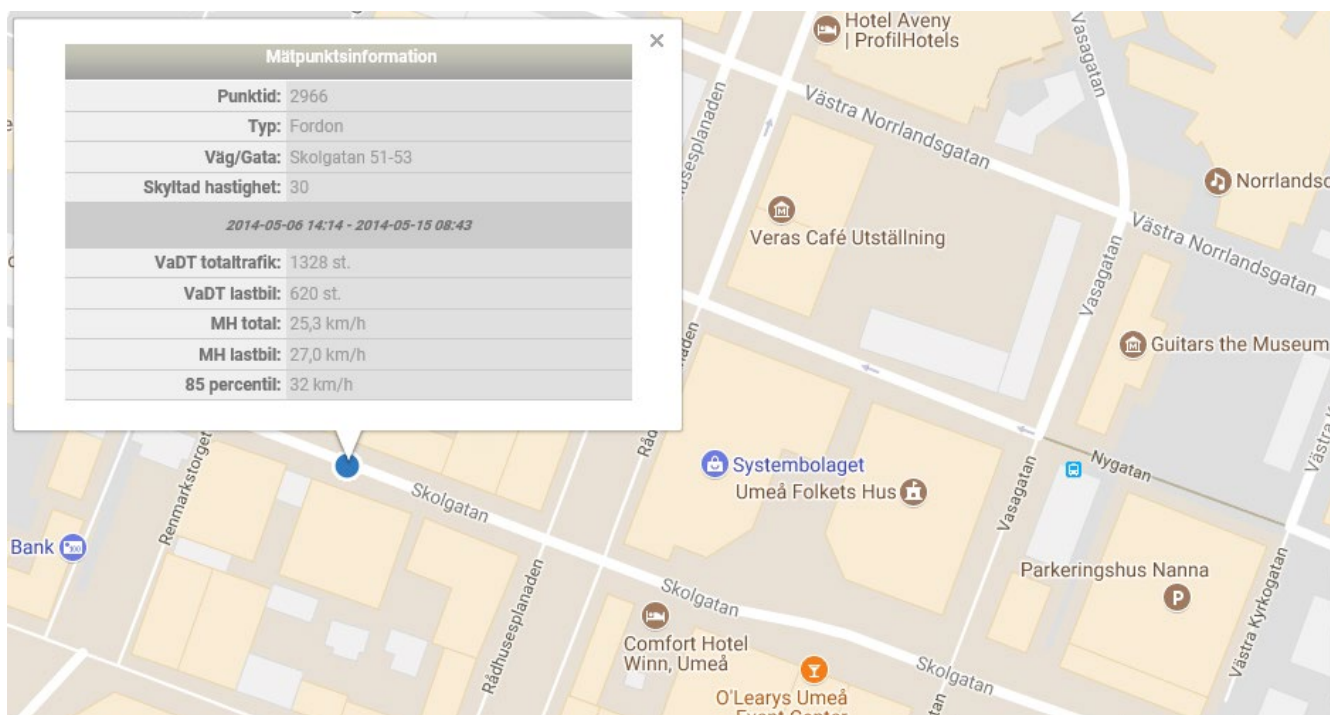 Mätpunktsinformation
Punktid: 2966
Typ: Fordon
Väg/Gata: Skolgatan 51-53
Skyltad hastighet: 30
2014-05-06 14:14 - 2014-05-15 08:43
VaDT totaltrafik: 1328 st.
VaDT lastbil: 620 st.
MH total: 25,3 km/h
MH lastbil: 27,0 km/h
85 percentil: 32 km/h
Hotel Aveny
| ProfilHotels
Vasagatan
Västra Norrlandsgatan
Norrlandso
Veras Café Utställning
Västra Norrlandsgatan
Vasagatan
Guitars the Museum
Systembolaget
Umeå Folkets Hus
Nygatan
Vasagatan
Renmarkstorget
Skolgatan
Bank
Parkeringshus Nanna
Rådhusesplanaden
Skolgatan
Comfort Hotel
Winn, Umeå
Västra Kyrkogatan
Skolgatan
O'Learys Umeå
Event Center